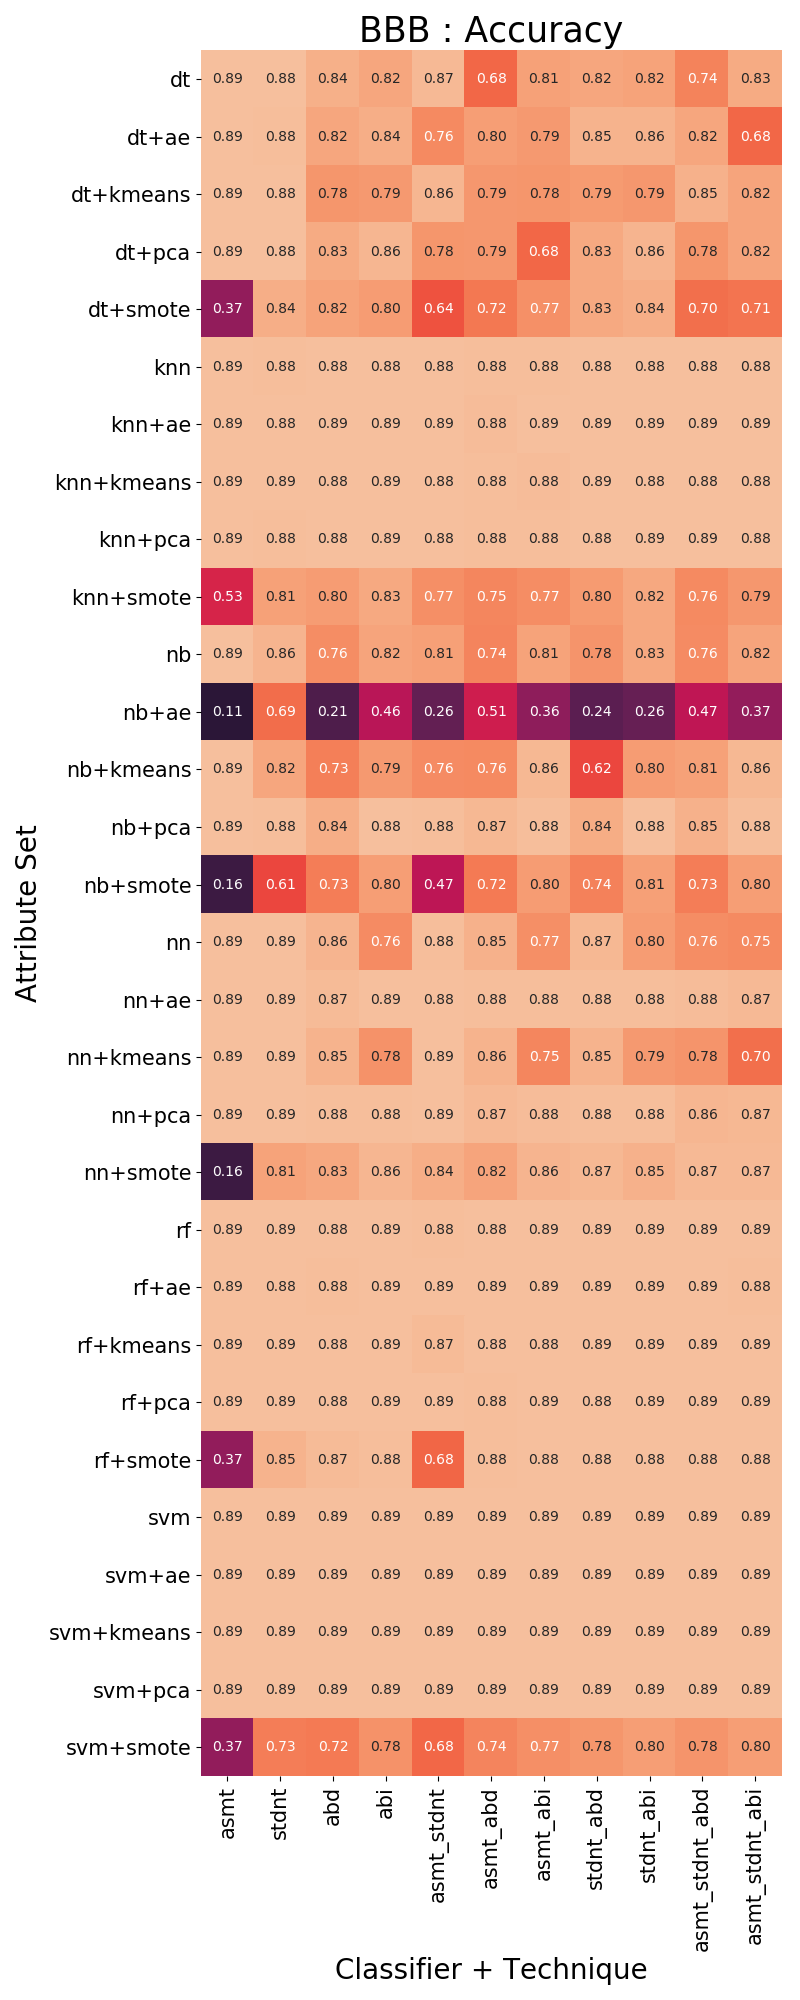 BBB : Accuracy
dt 0.89 0.88 0.84 0.82 0.87 0.68 0.81 0.82 0.82 0.74 0.83
dt+ae 0.89 0.88 0.82 0.84 0.76 0.80 0.79 0.85 0.86 0.82 0.68
dt+kmeans 0.89 0.88 0.78 0.79 0.86 0.79 0.78 0.79 0.79 0.85 0.82
dt+pca 0.89 0.88 0.83 0.86 0.78 0.79 0.68 0.83 0.86 0.78 0.82
dt+smote 0.37 0.84 0.82 0.80 0.64 0.72 0.77 0.83 0.84 0.70 0.71
knn 0.89 0.88 0.88 0.88 0.88 0.88 0.88 0.88 0.88 0.88 0.88
knn+ae 0.89 0.88 0.89 0.89 0.89 0.88 0.89 0.89 0.89 0.89 0.89
knn+kmeans 0.89 0.89 0.88 0.89 0.88 0.88 0.88 0.89 0.88 0.88 0.88
knn+pca 0.89 0.88 0.88 0.89 0.88 0.88 0.88 0.88 0.89 0.89 0.88
knn+smote 0.53 0.81 0.80 0.83 0.77 0.75 0.77 0.80 0.82 0.76 0.79
nb 0.89 0.86 0.76 0.82 0.81 0.74 0.81 0.78 0.83 0.76 0.82
nb+ae 0.11 0.69 0.21 0.46 0.26 0.51 0.36 0.24 0.26 0.47 0.37
nb+kmeans 0.89 0.82 0.73 0.79 0.76 0.76 0.86 0.62 0.80 0.81 0.86
nb+pca 0.89 0.88 0.84 0.88 0.88 0.87 0.88 0.84 0.88 0.85 0.88
nb+smote 0.16 0.61 0.73 0.80 0.47 0.72 0.80 0.74 0.81 0.73 0.80
nn 0.89 0.89 0.86 0.76 0.88 0.85 0.77 0.87 0.80 0.76 0.75
nn+ae 0.89 0.89 0.87 0.89 0.88 0.88 0.88 0.88 0.88 0.88 0.87
nn+kmeans 0.89 0.89 0.85 0.78 0.89 0.86 0.75 0.85 0.79 0.78 0.70
nn+pca 0.89 0.89 0.88 0.88 0.89 0.87 0.88 0.88 0.88 0.86 0.87
nn+smote 0.16 0.81 0.83 0.86 0.84 0.82 0.86 0.87 0.85 0.87 0.87
rf 0.89 0.89 0.88 0.89 0.88 0.88 0.89 0.89 0.89 0.89 0.89
rf+ae 0.89 0.88 0.88 0.89 0.89 0.89 0.89 0.89 0.89 0.89 0.88
rf+kmeans 0.89 0.89 0.88 0.89 0.87 0.88 0.88 0.89 0.89 0.89 0.89
rf+pca 0.89 0.89 0.88 0.89 0.89 0.88 0.89 0.88 0.89 0.89 0.89
rf+smote 0.37 0.85 0.87 0.88 0.68 0.88 0.88 0.88 0.88 0.88 0.88
svm 0.89 0.89 0.89 0.89 0.89 0.89 0.89 0.89 0.89 0.89 0.89
svm+ae 0.89 0.89 0.89 0.89 0.89 0.89 0.89 0.89 0.89 0.89 0.89
svm+kmeans 0.89 0.89 0.89 0.89 0.89 0.89 0.89 0.89 0.89 0.89 0.89
svm+pca 0.89 0.89 0.89 0.89 0.89 0.89 0.89 0.89 0.89 0.89 0.89
svm+smote 0.37 0.73 0.72 0.78 0.68 0.74 0.77 0.78 0.80 0.78 0.80
Attribute Set
asmt
stdnt
abd
abi
asmt_stdnt
asmt_abd
asmt_abi
stdnt_abd
stdnt_abi
asmt_stdnt_abd
asmt_stdnt_abi
Classifier + Technique